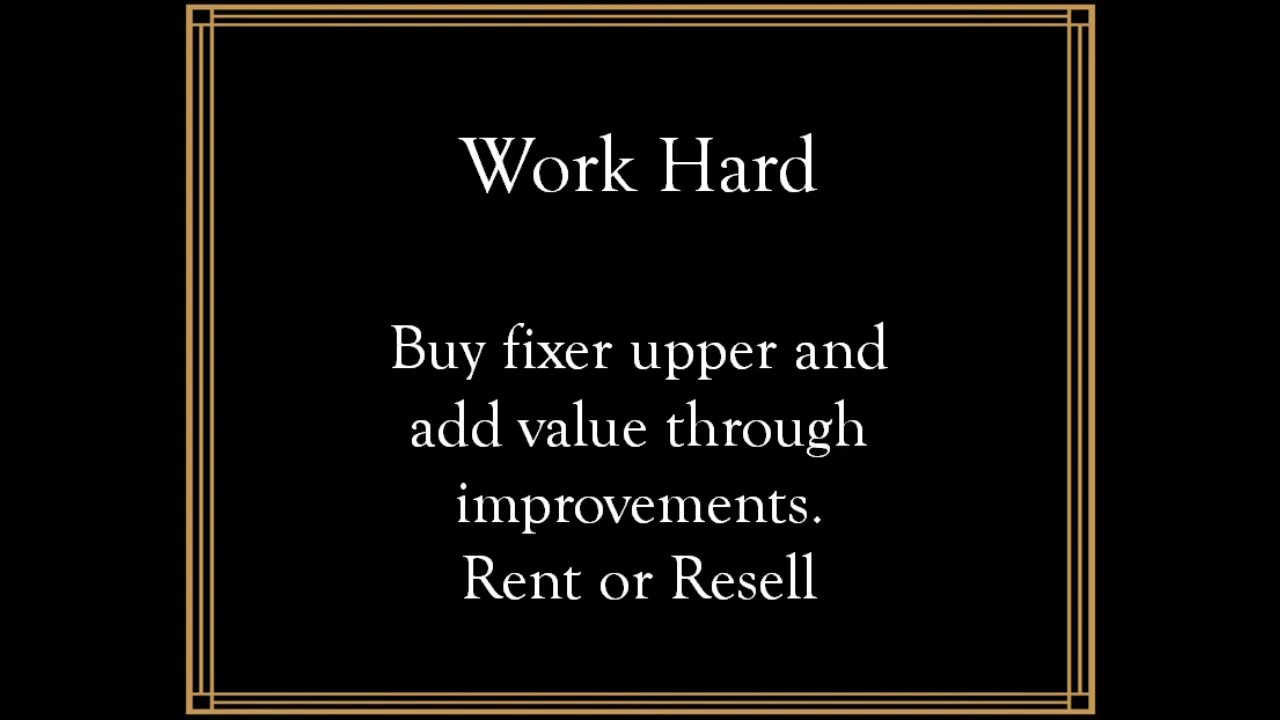 Work Hard
Buy fixer upper and
add value through
improvements.
Rent or Resell